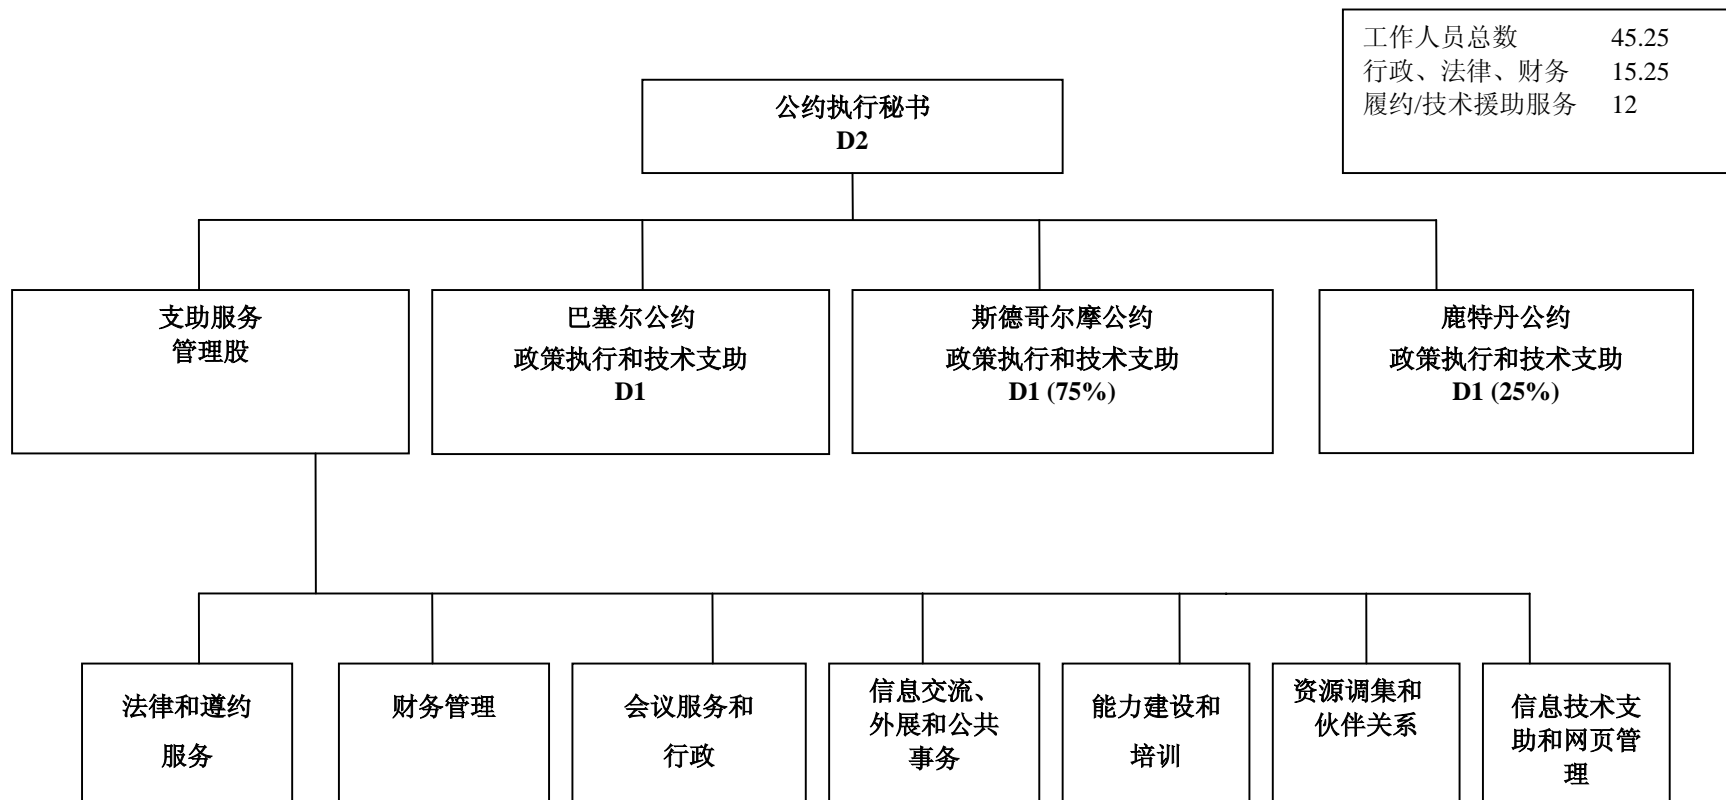 工作人员总数 45.25
行政、法律、财务 15.25
履约/技术援助服务 12
公约执行秘书
D2
支助服务
管理股
巴塞尔公约
政策执行和技术支助
D1
斯德哥尔摩公约
政策执行和技术支助
D1 (75%)
鹿特丹公约
政策执行和技术支助
D1 (25%)
法律和遵约
服务
财务管理
会议服务和
行政
信息交流、
外展和公共
事务
能力建设和
培训
资源调集和
伙伴关系
信息技术支
助和网页管
理